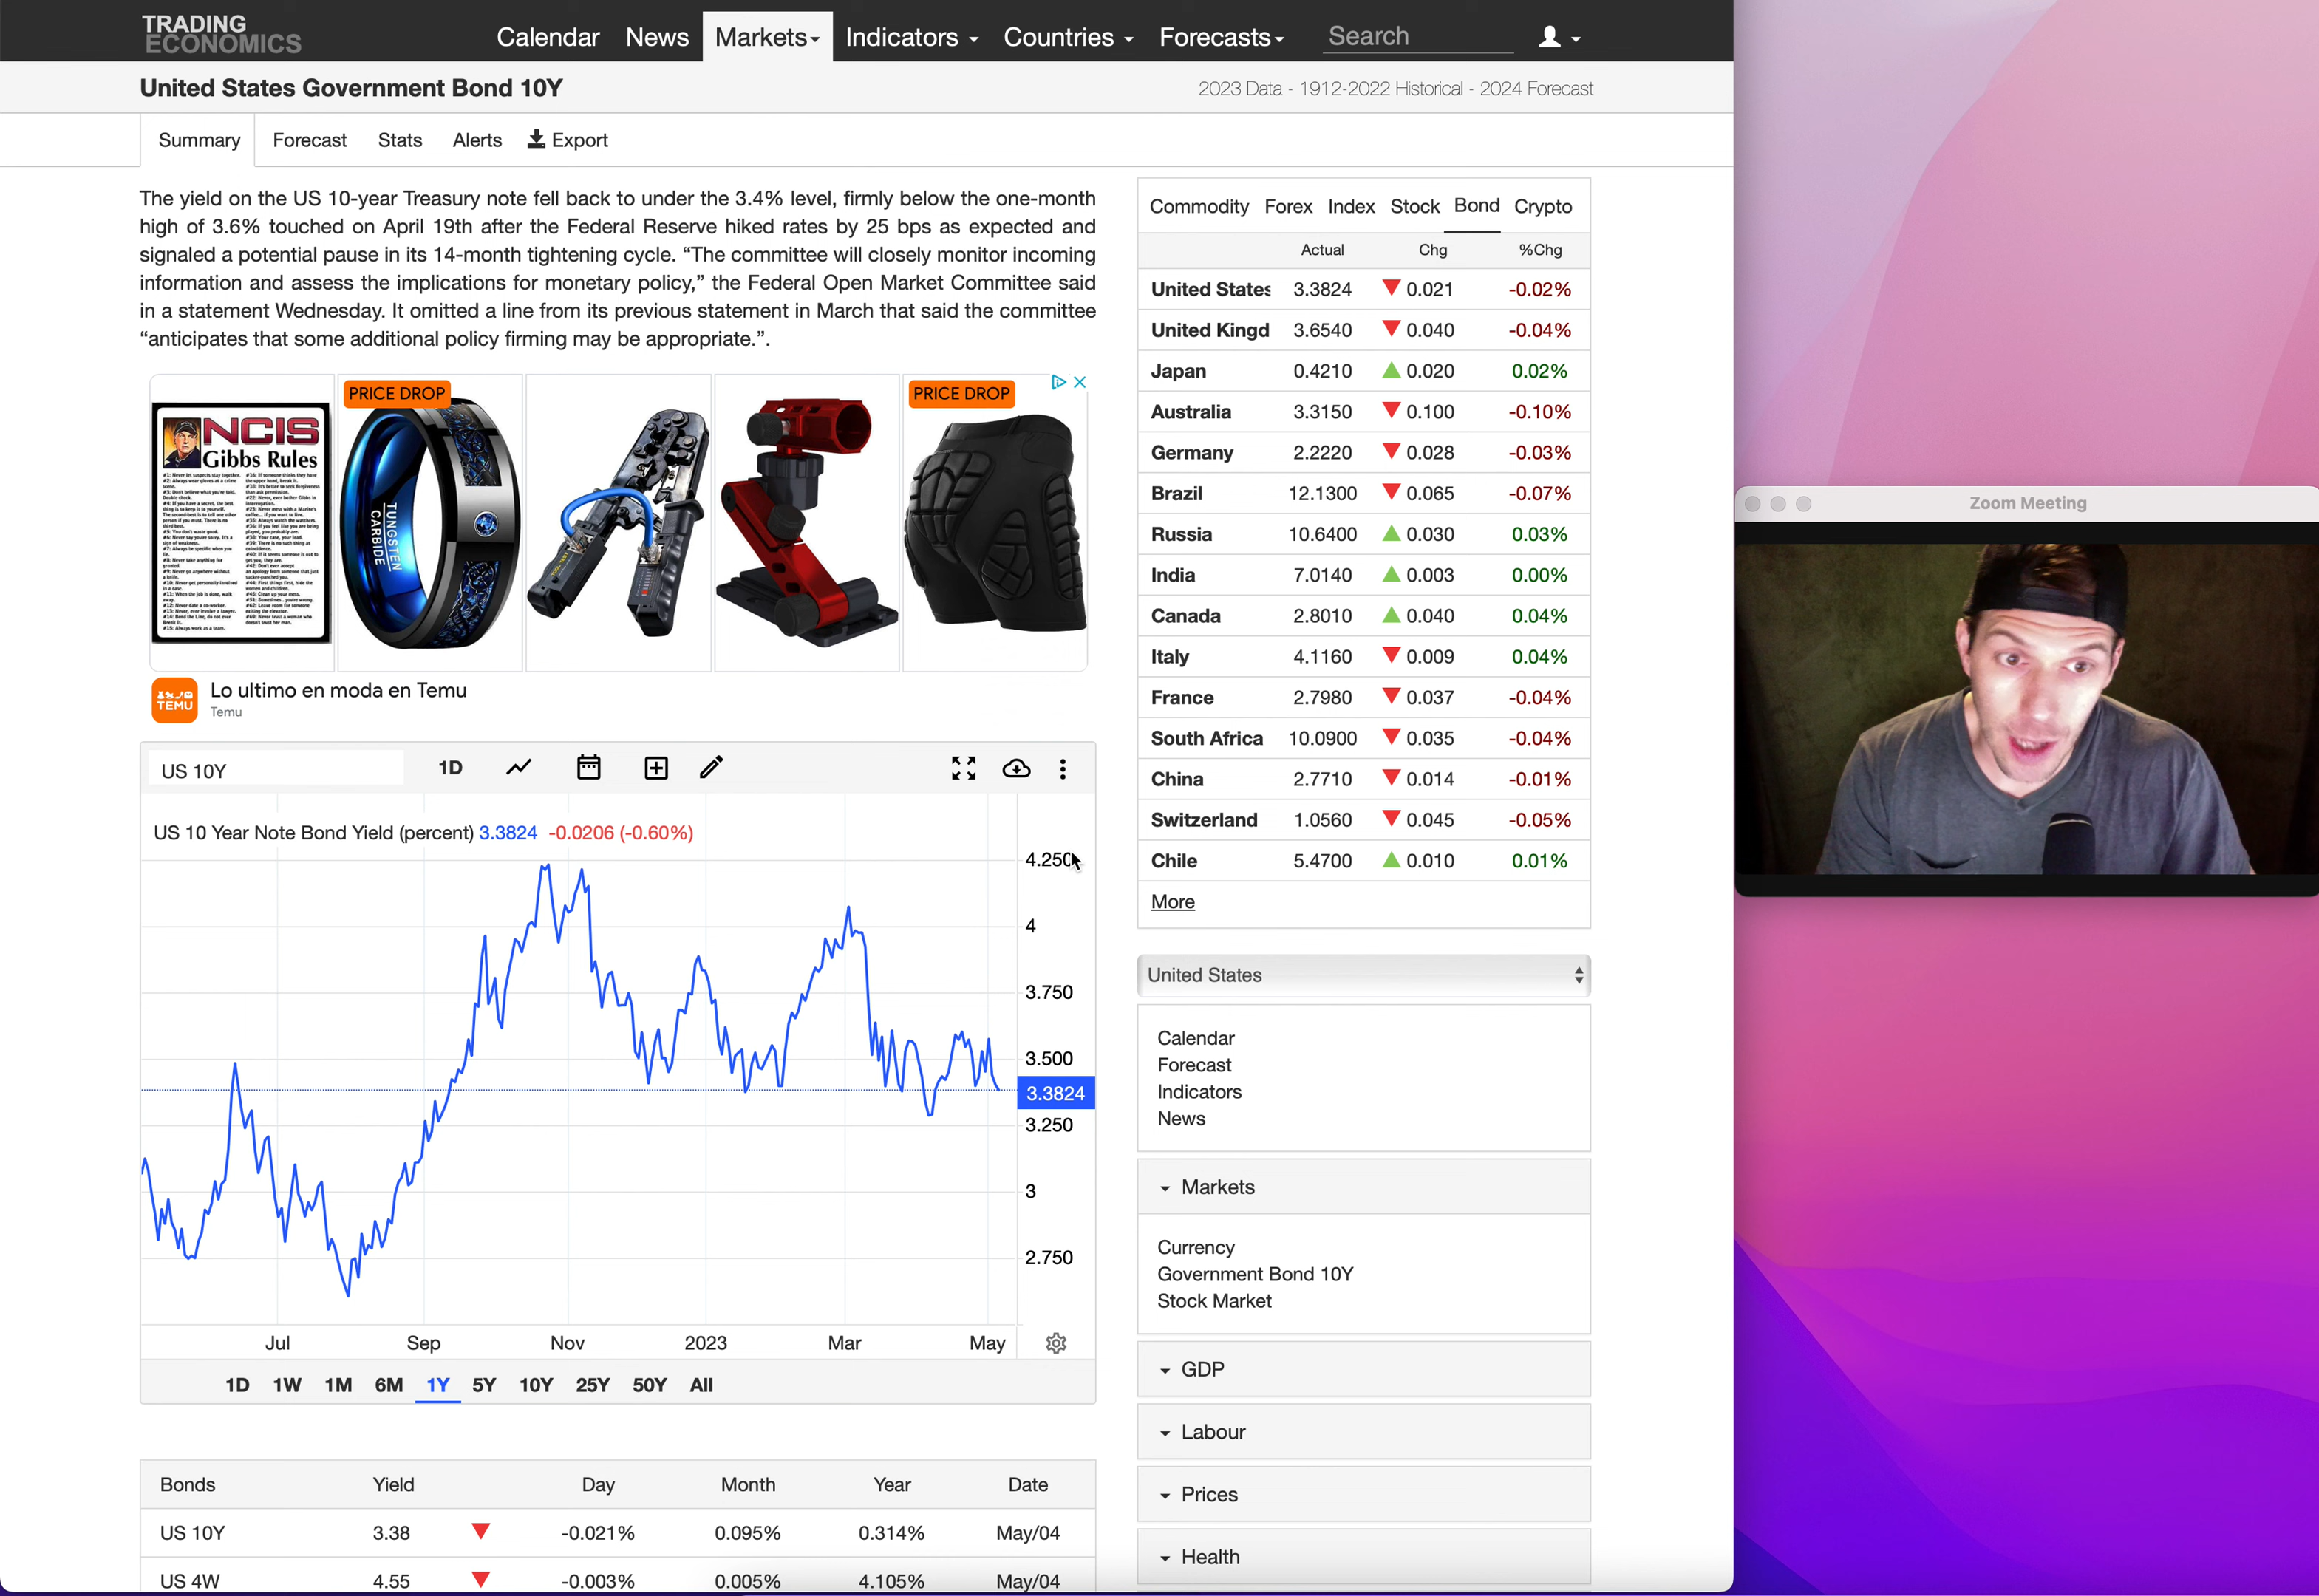 TRADING
ECONOMICS
Calendar News Markets Indicators Countries Forecasts Search
United States Government Bond 10Y
2023 Data - 1912-2022 Historical - 2024 Forecast
Summary Forecast Stats Alerts Export
The yield on the US 10-year Treasury note fell back to under the 3.4% level, firmly below the one-month
high of 3.6% touched on April 19th after the Federal Reserve hiked rates by 25 bps as expected and
signaled a potential pause in its 14-month tightening cycle. “The committee will closely monitor incoming
information and assess the implications for monetary policy,” the Federal Open Market Committee said
in a statement Wednesday. It omitted a line from its previous statement in March that said the committee
“anticipates that some additional policy firming may be appropriate.”.
PRICE DROP
PRICE DROP
NCIS
Gibbs Rules
TUNGSTEN
CARBIDE
TEMU
Lo ultimo en moda en Temu
Temu
US 10Y 1D
US 10 Year Note Bond Yield (percent) 3.3824 -0.0206 (-0.60%)
4.250
4
3.750
3.500
3.3824
3.250
3
2.750
Jul Sep Nov 2023 Mar May
1D 1W 1M 6M 1Y 5Y 10Y 25Y 50Y All
Bonds Yield Day Month Year Date
US 10Y 3.38 -0.021% 0.095% 0.314% May/04
US 4W 4.55 -0.003% 0.005% 4.105% May/04
Commodity Forex Index Stock Bond Crypto
Actual Chg %Chg
United States 3.3824 0.021 -0.02%
United Kingd 3.6540 0.040 -0.04%
Japan 0.4210 0.020 0.02%
Australia 3.3150 0.100 -0.10%
Germany 2.2220 0.028 -0.03%
Brazil 12.1300 0.065 -0.07%
Russia 10.6400 0.030 0.03%
India 7.0140 0.003 0.00%
Canada 2.8010 0.040 0.04%
Italy 4.1160 0.009 0.04%
France 2.7980 0.037 -0.04%
South Africa 10.0900 0.035 -0.04%
China 2.7710 0.014 -0.01%
Switzerland 1.0560 0.045 -0.05%
Chile 5.4700 0.010 0.01%
More
United States
Calendar
Forecast
Indicators
News
Markets
Currency
Government Bond 10Y
Stock Market
GDP
Labour
Prices
Health
Zoom Meeting